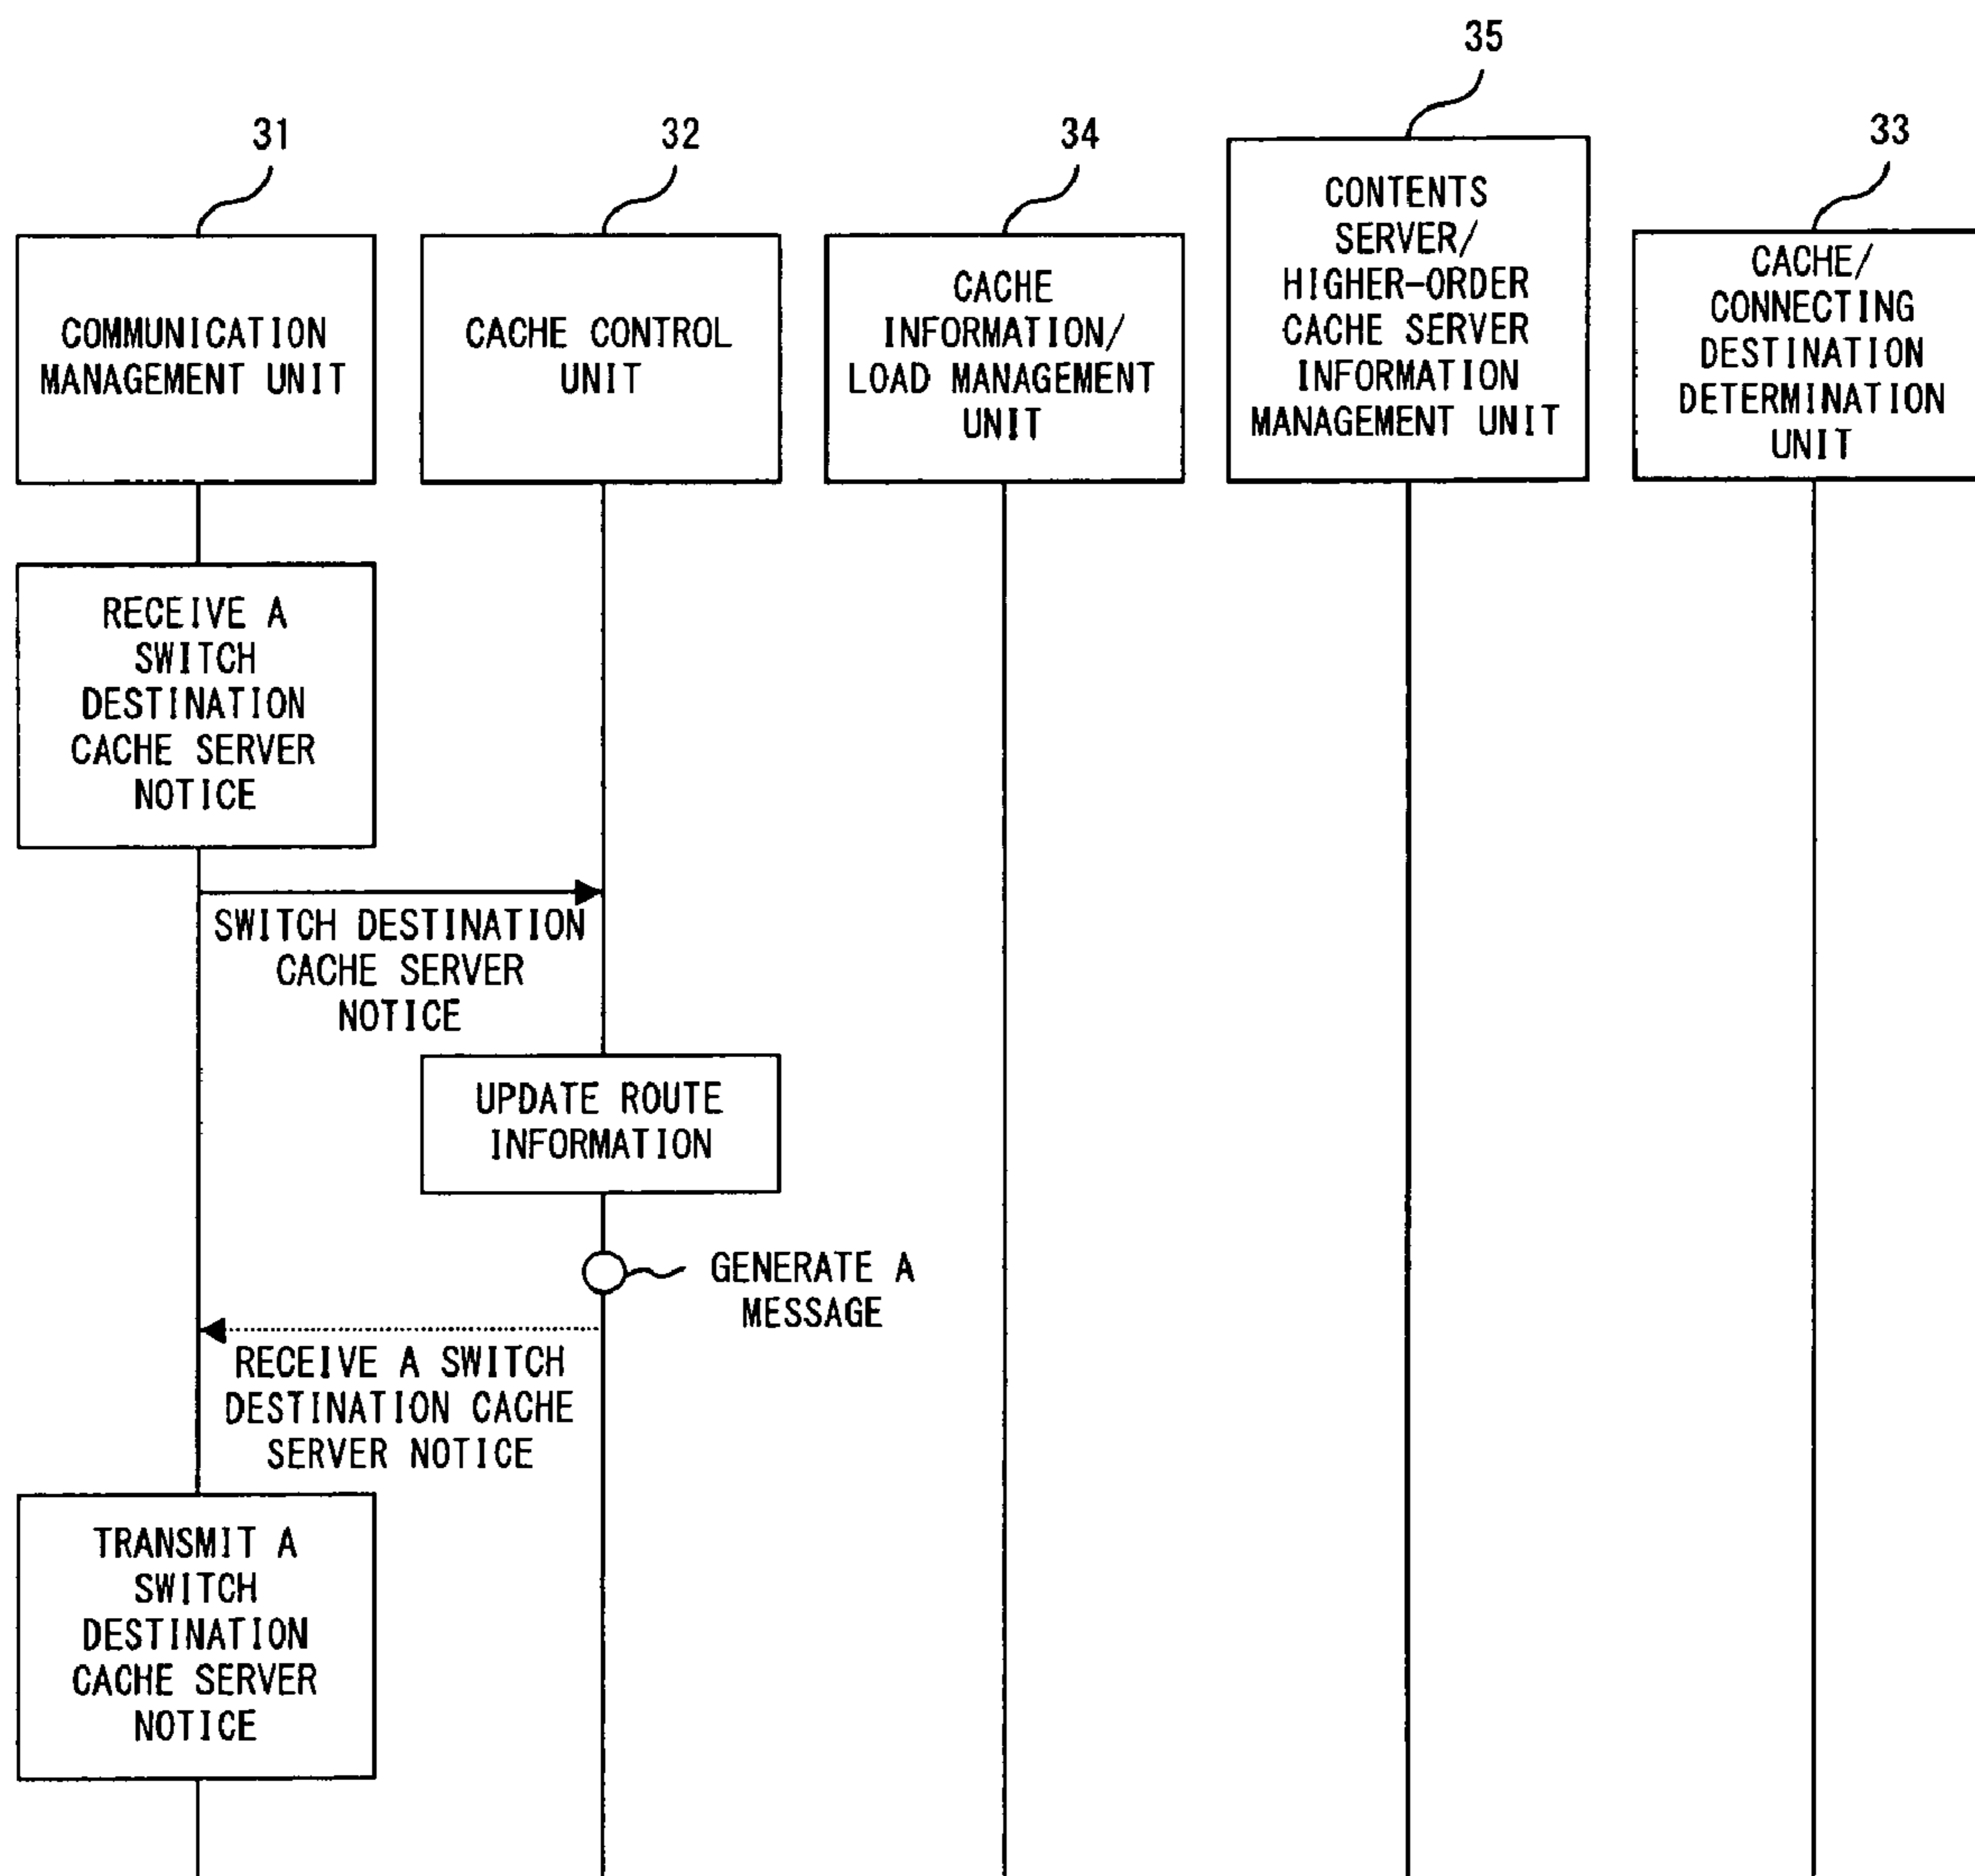 35
31
32
34
33
COMMUNICATION
MANAGEMENT UNIT
CACHE CONTROL
UNIT
CACHE
INFORMATION/
LOAD MANAGEMENT
UNIT
CONTENTS
SERVER/
HIGHER-ORDER
CACHE SERVER
INFORMATION
MANAGEMENT UNIT
CACHE/
CONNECTING
DESTINATION
DETERMINATION
UNIT
RECEIVE A
SWITCH
DESTINATION
CACHE SERVER
NOTICE
SWITCH DESTINATION
CACHE SERVER
NOTICE
UPDATE ROUTE
INFORMATION
GENERATE A
MESSAGE
RECEIVE A SWITCH
DESTINATION CACHE
SERVER NOTICE
TRANSMIT A
SWITCH
DESTINATION
CACHE SERVER
NOTICE